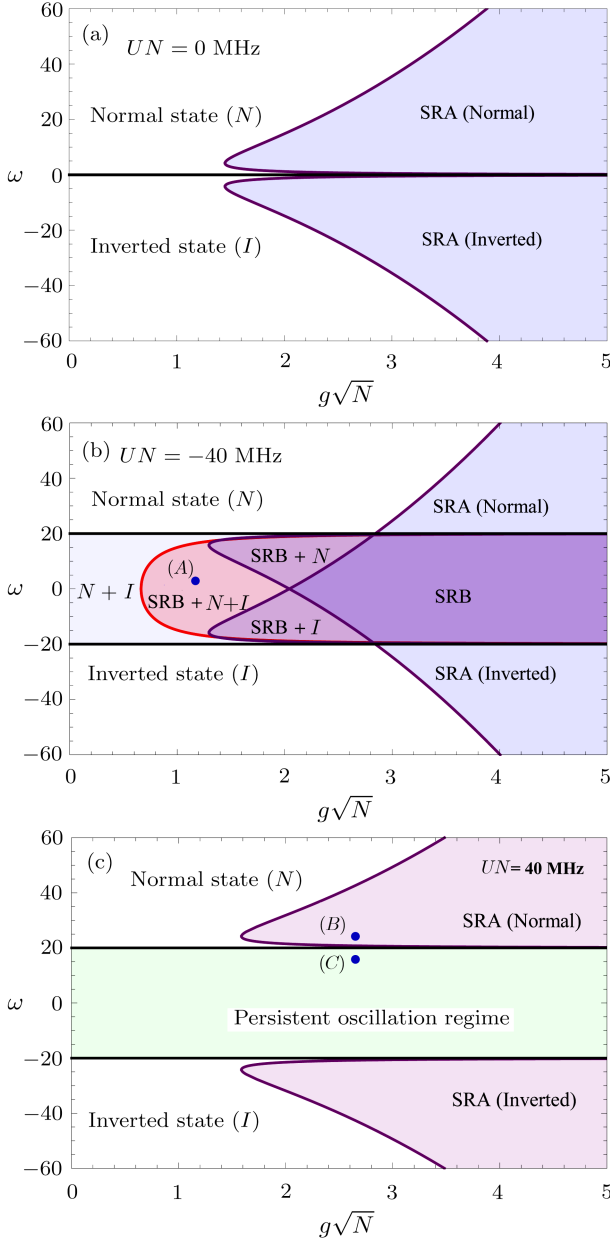 (a)
UN = 0 MHz
60
40
Normal state (N)
SRA (Normal)
20
ω
0
−20
Inverted state (I)
SRA (Inverted)
−40
−60
0 1 2 3 4 5
g√N
(b)
UN = −40 MHz
60
40
Normal state (N)
SRA (Normal)
20
SRB + N
(A)
ω
0
N + I
SRB + N+I
SRB
SRB + I
−20
Inverted state (I)
SRA (Inverted)
−40
−60
0 1 2 3 4 5
g√N
(c)
60
Normal state (N)
UN = 40 MHz
40
SRA (Normal)
(B)
20
(C)
ω
0
Persistent oscillation regime
−20
SRA (Inverted)
−40
Inverted state (I)
−60
0 1 2 3 4 5
g√N